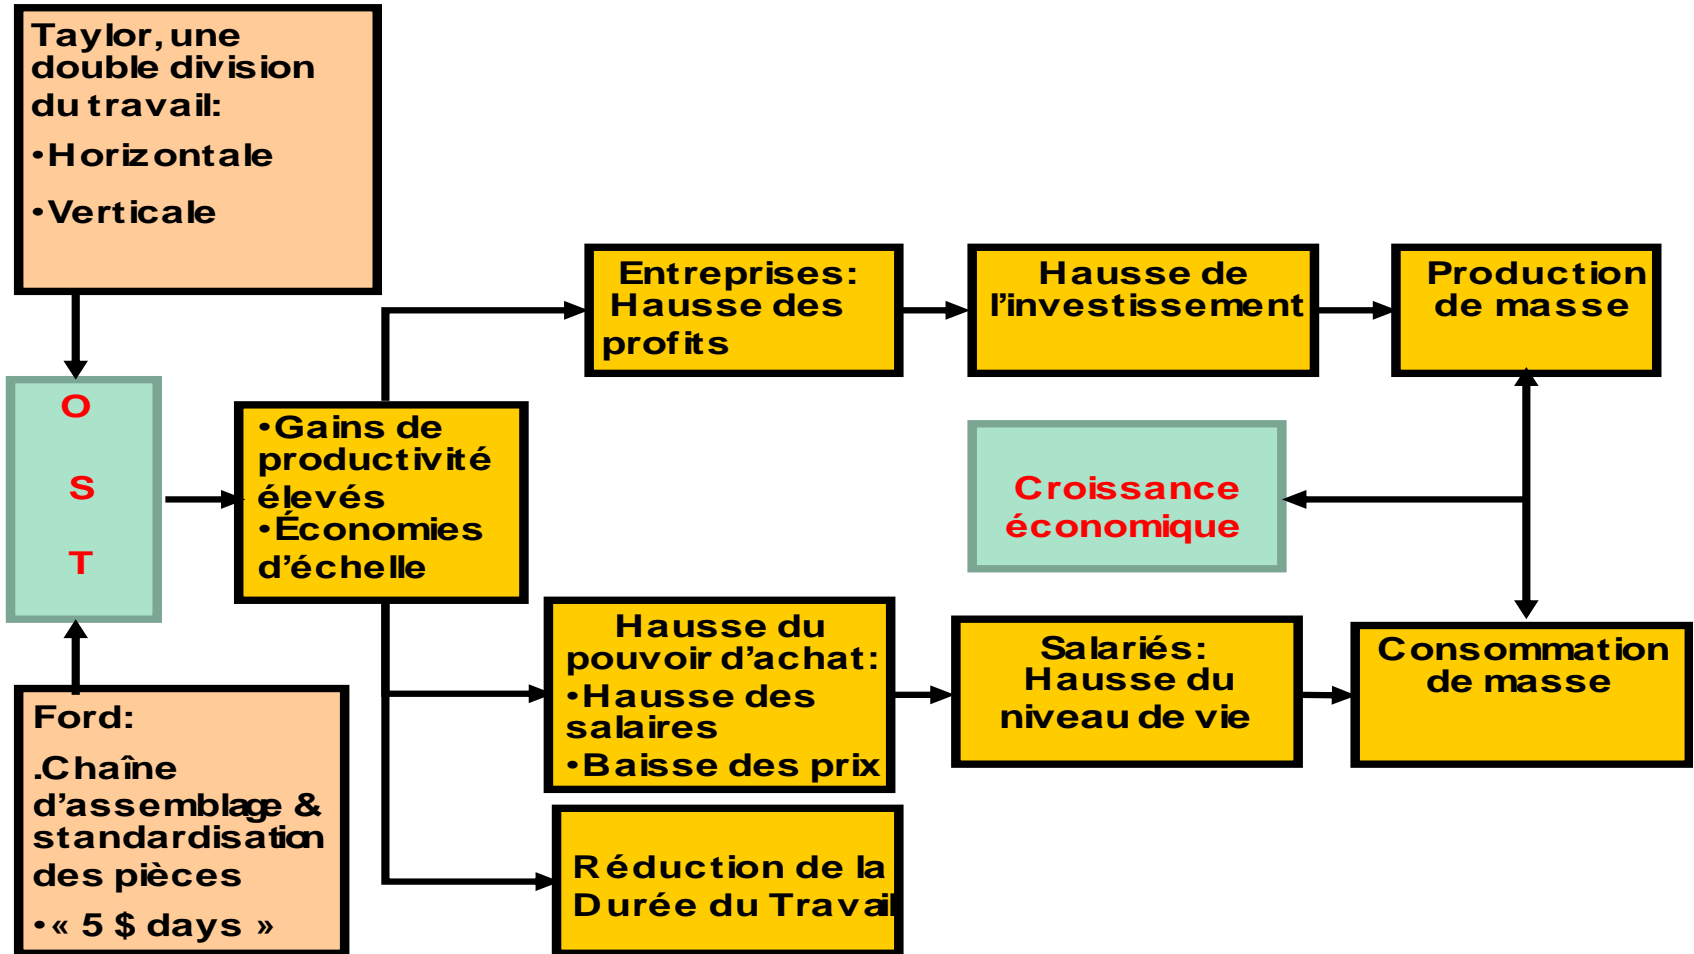 Taylor, une
double division
du travail:
•Horizontale
•Verticale
O
S
T
Ford:
.Chaîne
d’assemblage &
standardisation
des pièces
•« 5 $ days »
•Gains de
productivité
élevés
•Économies
d’échelle
Entreprises:
Hausse des
profits
Hausse de
l’investissement
Production
de masse
Croissance
économique
Hausse du
pouvoir d’achat:
•Hausse des
salaires
•Baisse des prix
Salariés:
Hausse du
niveau de vie
Consommation
de masse
Réduction de la
Durée du Travail